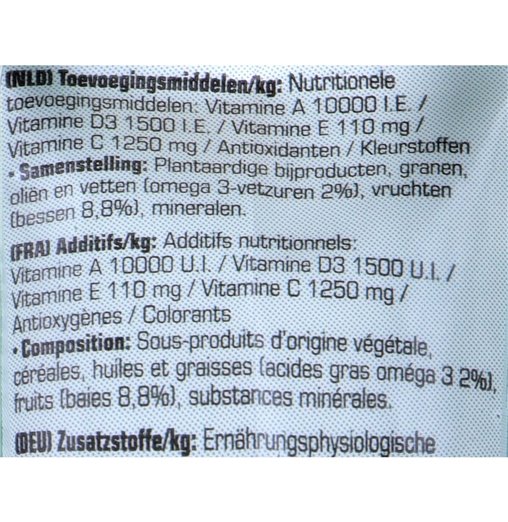 (NLD) Toevoegingsmiddelen/kg: Nutritionele
toevoegingsmiddelen: Vitamine A 10000 I.E. /
Vitamine D3 1500 I.E. / Vitamine E 110 mg /
Vitamine C 1250 mg / Antioxidanten / Kleurstoffen
• Samenstelling: Plantaardige bijproducten, granen,
oliën en vetten (omega 3-vetzuren 2%), vruchten
(bessen 8,8%), mineralen.
(FRA) Additifs/kg: Additifs nutritionnels:
Vitamine A 10000 U.I. / Vitamine D3 1500 U.I. /
Vitamine E 110 mg / Vitamine C 1250 mg /
Antioxygènes / Colorants
• Composition: Sous-produits d'origine végétale,
céréales, huiles et graisses (acides gras oméga 3 2%),
fruits (baies 8,8%), substances minérales.
(DEU) Zusatzstoffe/kg: Ernährungsphysiologische